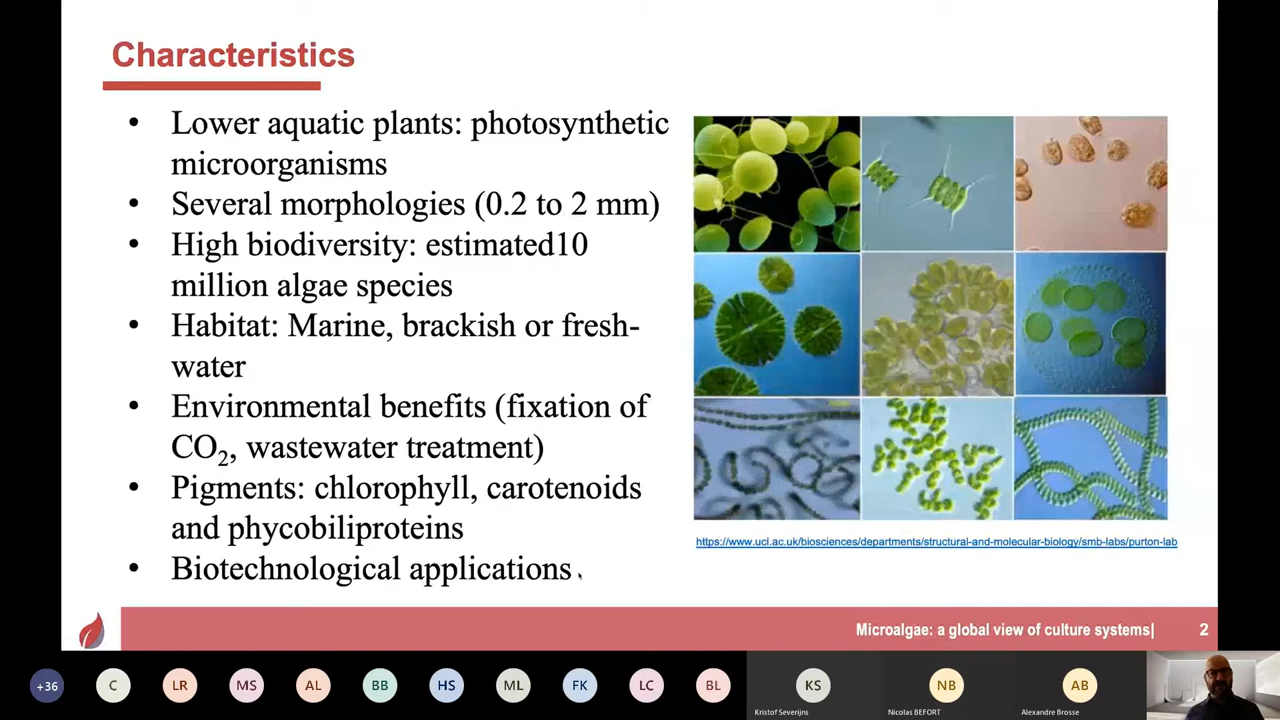 Characteristics
• Lower aquatic plants: photosynthetic
microorganisms
• Several morphologies (0.2 to 2 mm)
• High biodiversity: estimated10
million algae species
• Habitat: Marine, brackish or fresh-
water
• Environmental benefits (fixation of
CO₂, wastewater treatment)
• Pigments: chlorophyll, carotenoids
and phycobiliproteins
• Biotechnological applications
https://www.ucl.ac.uk/biosciences/departments/structural-and-molecular-biology/smb-labs/purton-lab
Microalgae: a global view of culture systems| 2
+36 C LR MS AL BB HS ML FK LC BL KS NB AB
Kristof Severijns Nicolas BEFORT Alexandre Brosse